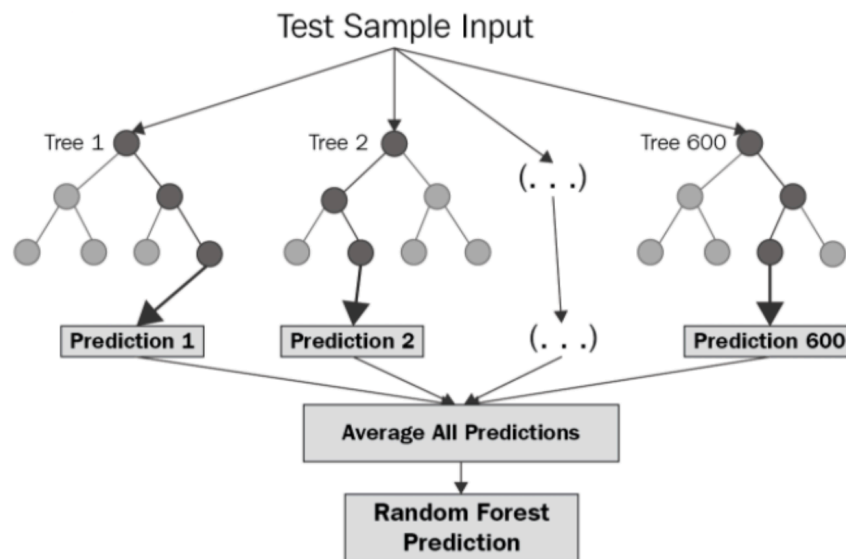 Test Sample Input
Tree 1
Tree 2
(. . .)
Tree 600
Prediction 1
Prediction 2
(. . .)
Prediction 600
Average All Predictions
Random Forest
Prediction